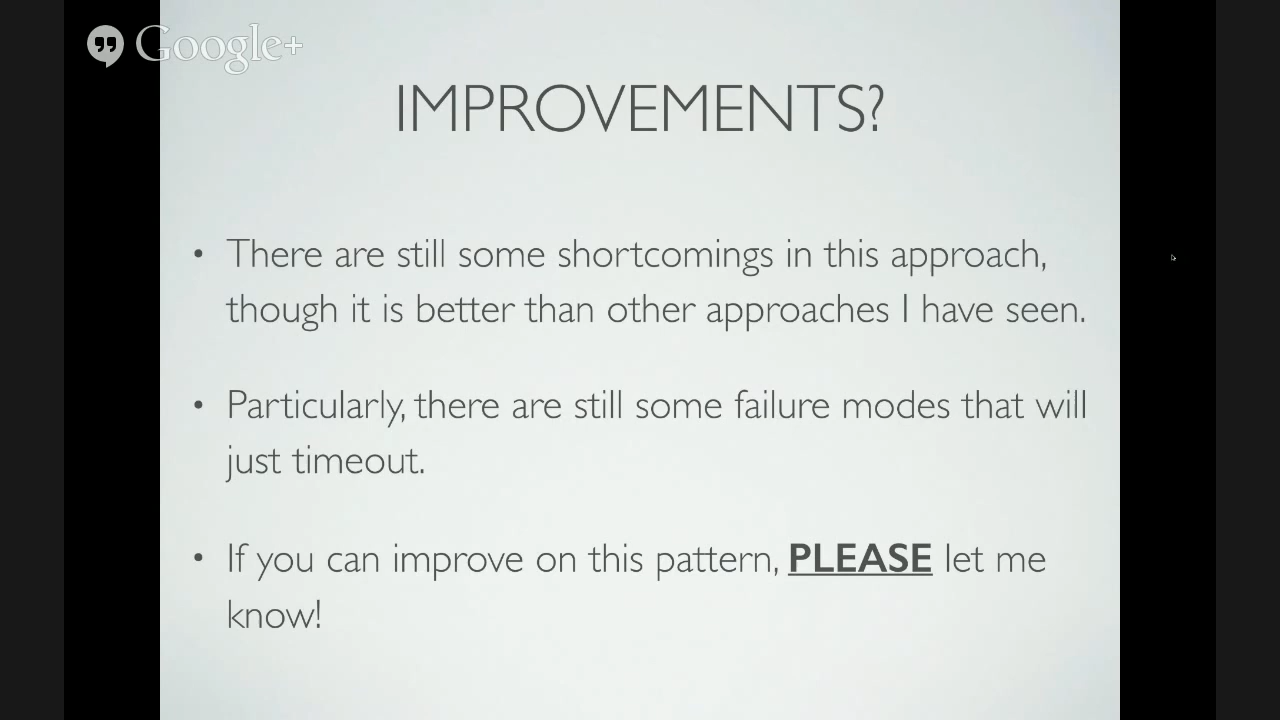 Google+
IMPROVEMENTS?
• There are still some shortcomings in this approach,
though it is better than other approaches I have seen.
• Particularly, there are still some failure modes that will
just timeout.
• If you can improve on this pattern, PLEASE let me
know!